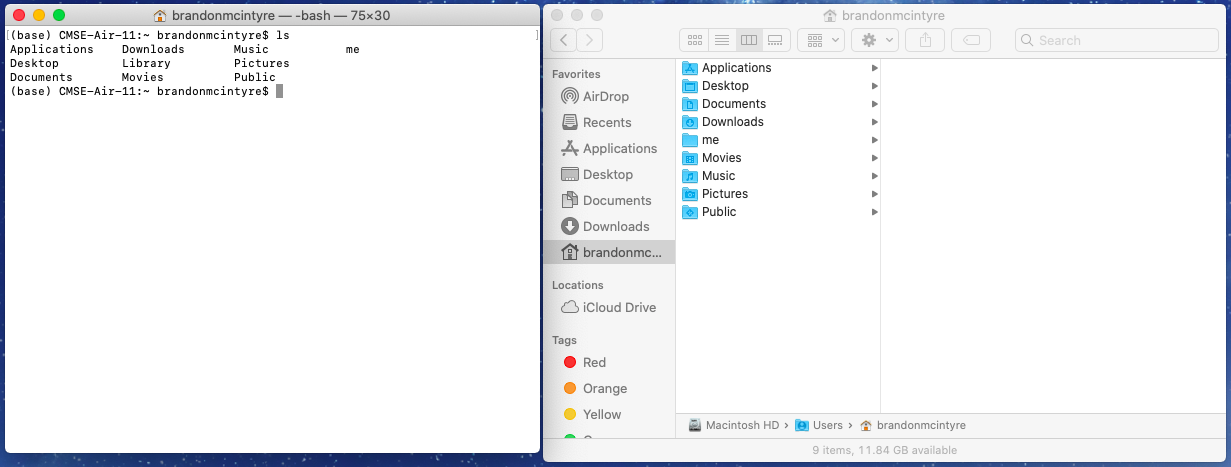 brandonmcintyre — -bash — 75×30
[(base) CMSE-Air-11:~ brandonmcintyre$ ls ]
Applications Downloads Music me
Desktop Library Pictures
Documents Movies Public
(base) CMSE-Air-11:~ brandonmcintyre$
brandonmcintyre
Search
Favorites
AirDrop
Recents
Applications
Desktop
Documents
Downloads
brandonmc...
Locations
iCloud Drive
Tags
Red
Orange
Yellow
Applications
Desktop
Documents
Downloads
me
Movies
Music
Pictures
Public
Macintosh HD › Users › brandonmcintyre
9 items, 11.84 GB available